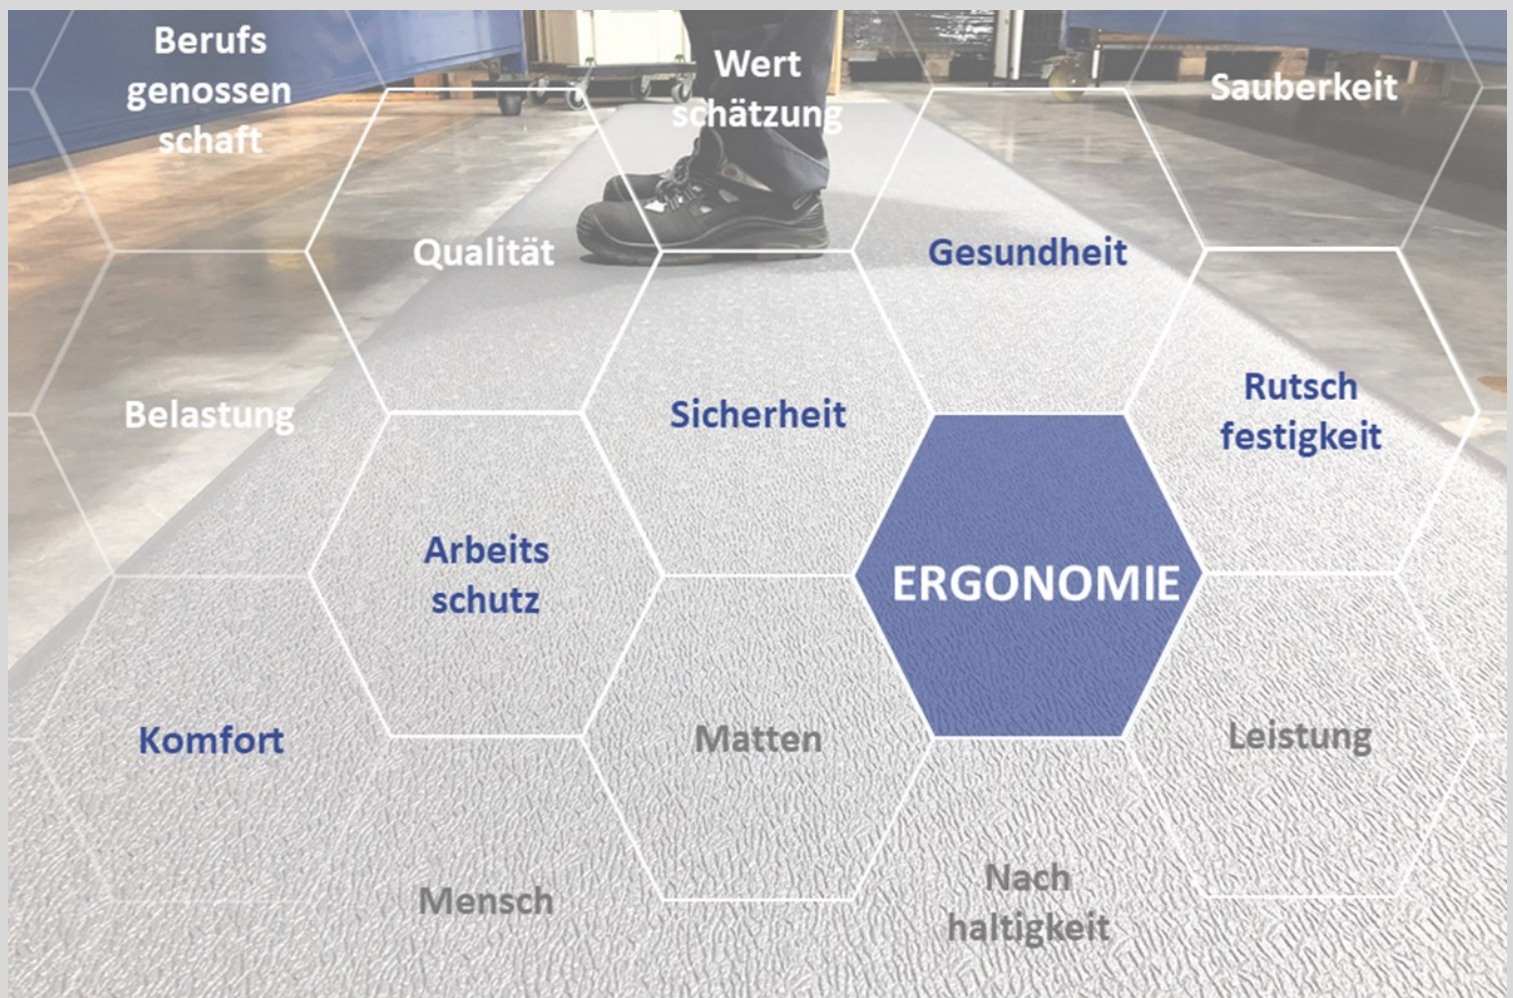 Berufs
genossen
schaft
Wert
schätzung
Sauberkeit
Qualität
Gesundheit
Belastung
Sicherheit
Rutsch
festigkeit
Arbeits
schutz
ERGONOMIE
Komfort
Matten
Leistung
Mensch
Nach
haltigkeit